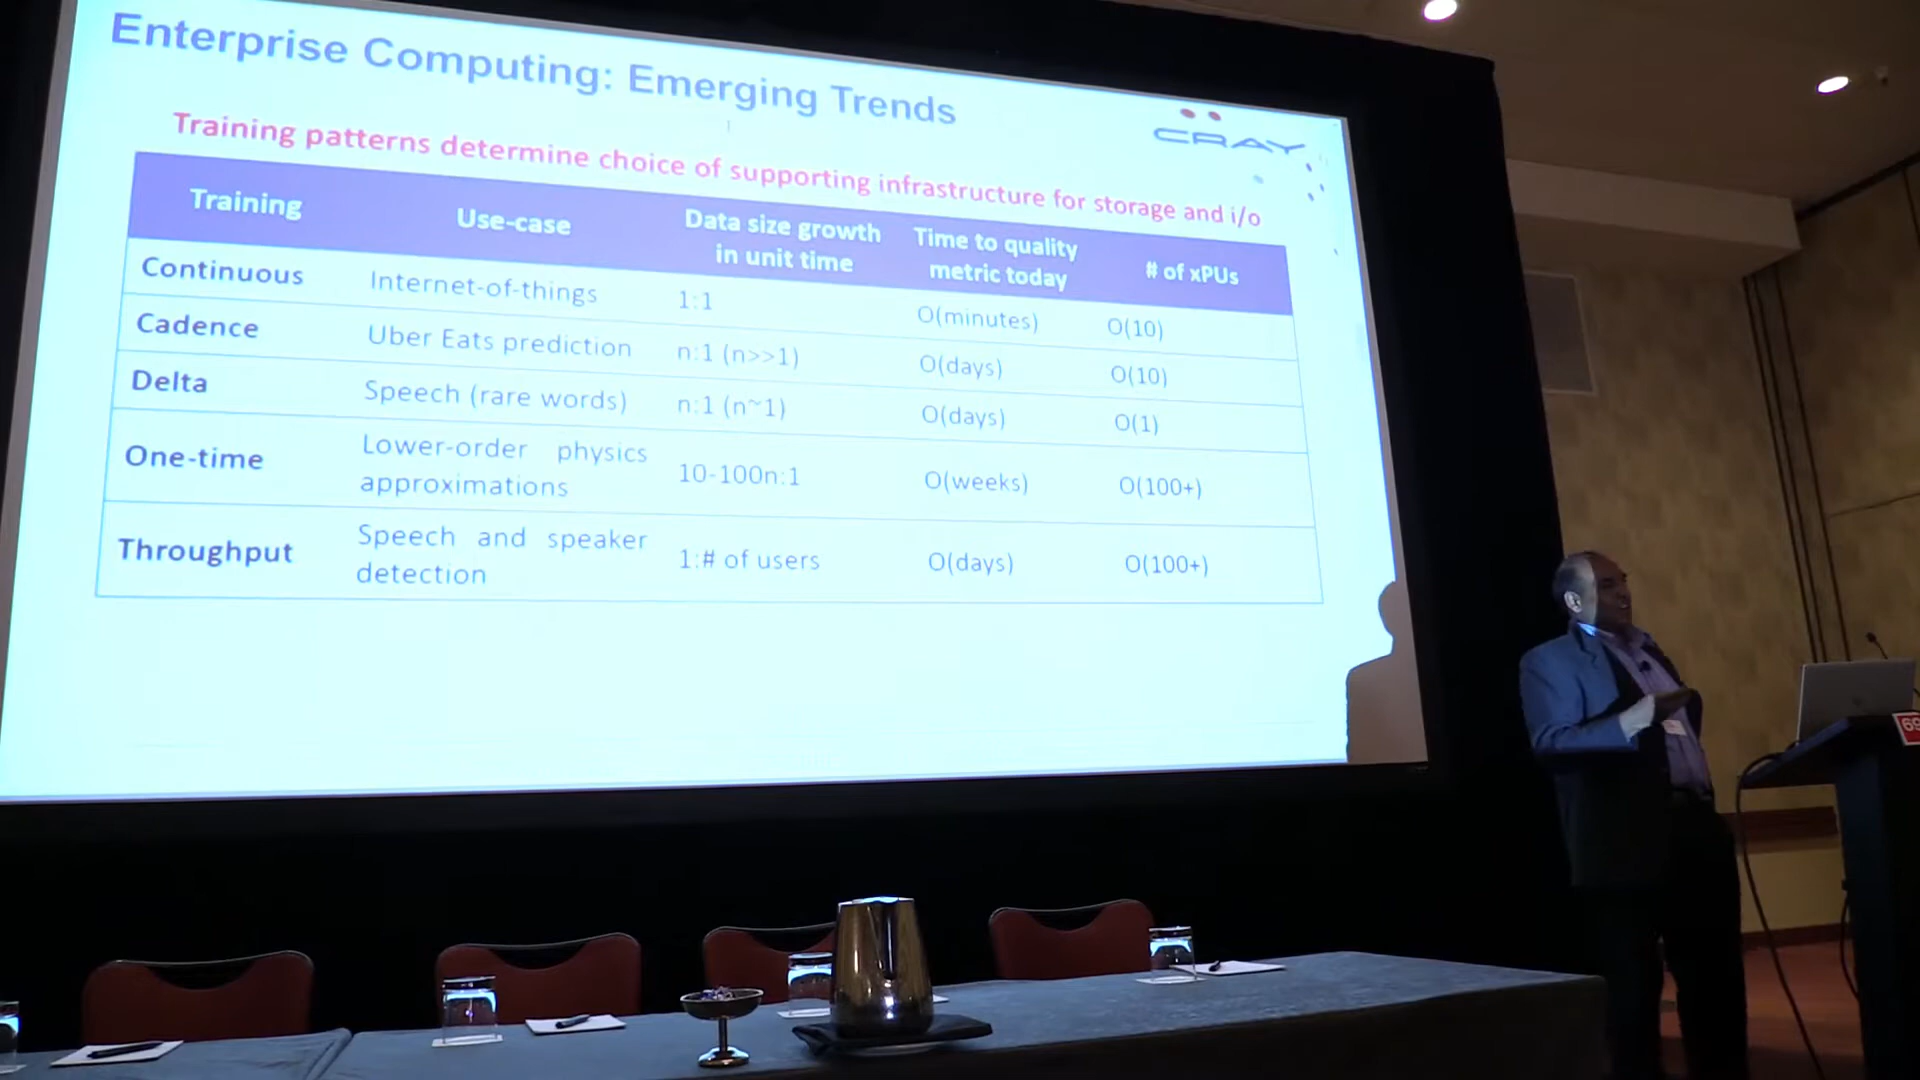 Enterprise Computing: Emerging Trends
CRAY
Training patterns determine choice of supporting infrastructure for storage and i/o
Training
Use-case
Data size growth
in unit time
Time to quality
metric today
# of xPUs
Continuous
Internet-of-things
1:1
O(minutes)
O(10)
Cadence
Uber Eats prediction
n:1 (n>>1)
O(days)
O(10)
Delta
Speech (rare words)
n:1 (n~1)
O(days)
O(1)
One-time
Lower-order physics
approximations
10-100n:1
O(weeks)
O(100+)
Throughput
Speech and speaker
detection
1:# of users
O(days)
O(100+)